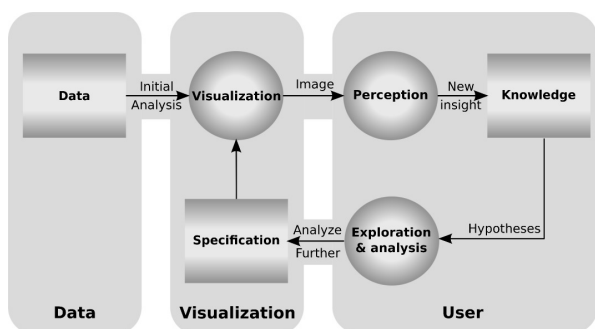 Data
Initial
Analysis
Visualization
Image
Perception
New
insight
Knowledge
Specification
Analyze
Further
Exploration
& analysis
Hypotheses
Data
Visualization
User